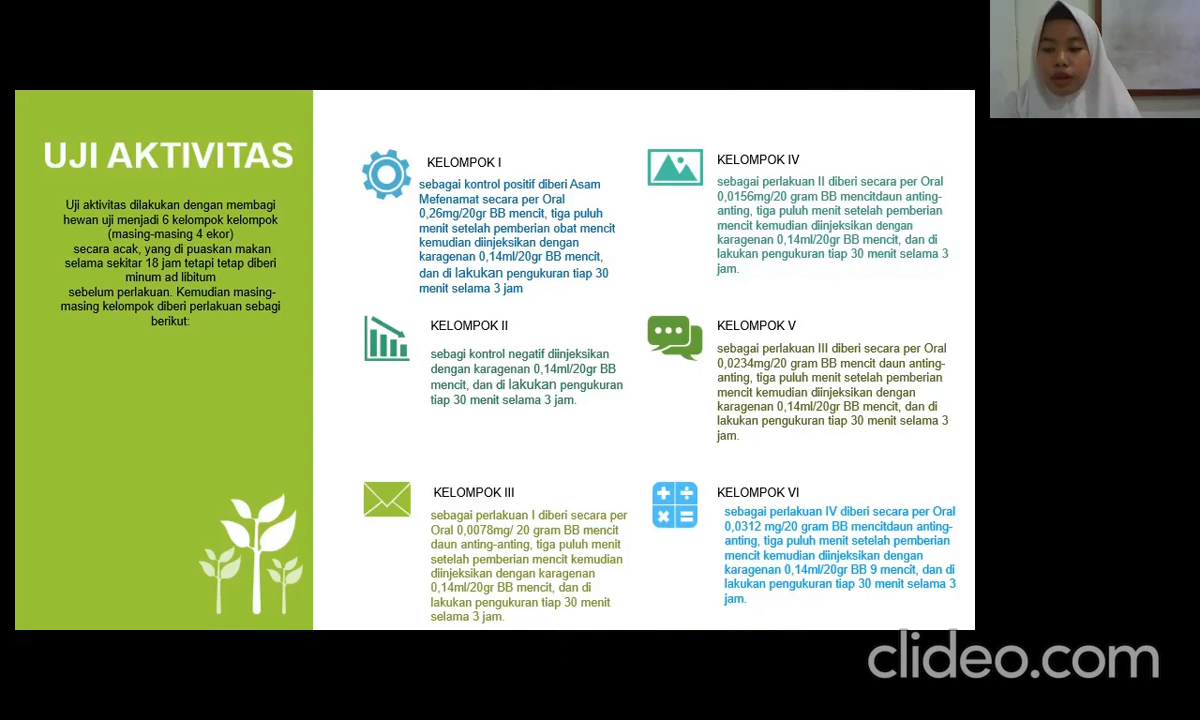 UJI AKTIVITAS
Uji aktivitas dilakukan dengan membagi
hewan uji menjadi 6 kelompok kelompok
(masing-masing 4 ekor)
secara acak, yang di puaskan makan
selama sekitar 18 jam tetapi tetap diberi
minum ad libitum
sebelum perlakuan. Kemudian masing-
masing kelompok diberi perlakuan sebagi
berikut:
KELOMPOK I
sebagai kontrol positif diberi Asam
Mefenamat secara per Oral
0,26mg/20gr BB mencit, tiga puluh
menit setelah pemberian obat mencit
kemudian diinjeksikan dengan
karagenan 0,14ml/20gr BB mencit,
dan di lakukan pengukuran tiap 30
menit selama 3 jam
KELOMPOK II
sebagi kontrol negatif diinjeksikan
dengan karagenan 0,14ml/20gr BB
mencit, dan di lakukan pengukuran
tiap 30 menit selama 3 jam.
KELOMPOK III
sebagai perlakuan I diberi secara per
Oral 0,0078mg/ 20 gram BB mencit
daun anting-anting, tiga puluh menit
setelah pemberian mencit kemudian
diinjeksikan dengan karagenan
0,14ml/20gr BB mencit, dan di
lakukan pengukuran tiap 30 menit
selama 3 jam.
KELOMPOK IV
sebagai perlakuan II diberi secara per Oral
0,0156mg/20 gram BB mencitdaun anting-
anting, tiga puluh menit setelah pemberian
mencit kemudian diinjeksikan dengan
karagenan 0,14ml/20gr BB mencit, dan di
lakukan pengukuran tiap 30 menit selama 3
jam.
KELOMPOK V
sebagai perlakuan III diberi secara per Oral
0,0234mg/20 gram BB mencit daun anting-
anting, tiga puluh menit setelah pemberian
mencit kemudian diinjeksikan dengan
karagenan 0,14ml/20gr BB mencit, dan di
lakukan pengukuran tiap 30 menit selama 3
jam.
KELOMPOK VI
sebagai perlakuan IV diberi secara per Oral
0,0312 mg/20 gram BB mencitdaun anting-
anting, tiga puluh menit setelah pemberian
mencit kemudian diinjeksikan dengan
karagenan 0,14ml/20gr BB 9 mencit, dan di
lakukan pengukuran tiap 30 menit selama 3
jam.
clideo.com